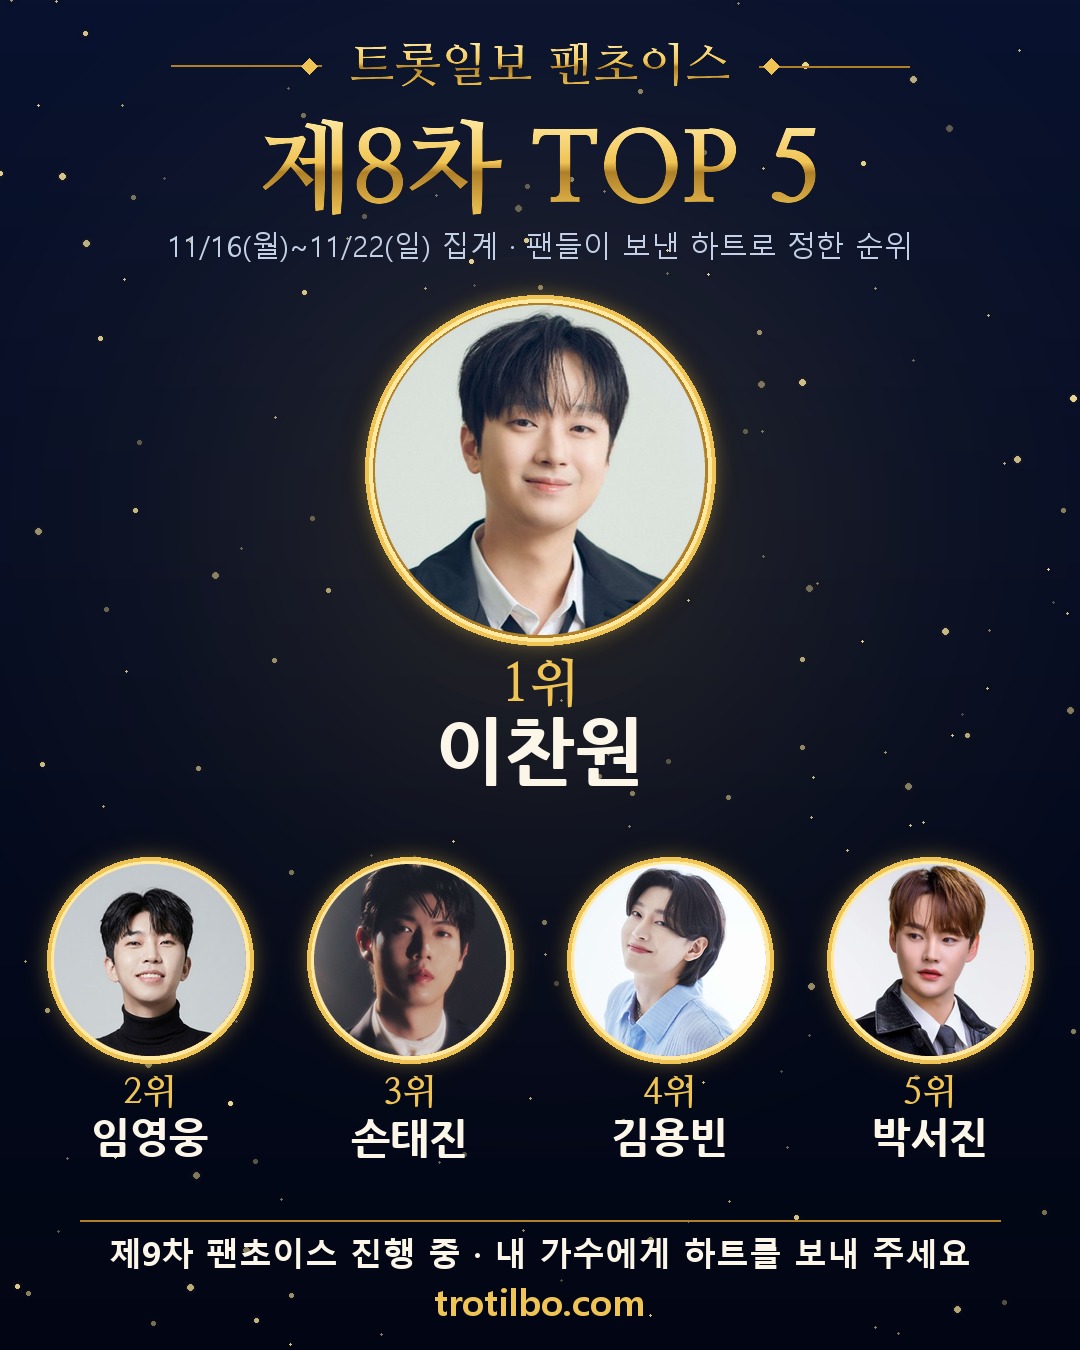 트롯일보 팬초이스
제8차 TOP 5
11/16(월)~11/22(일) 집계 · 팬들이 보낸 하트로 정한 순위
1위
이찬원
2위
임영웅
3위
손태진
4위
김용빈
5위
박서진
제9차 팬초이스 진행 중 · 내 가수에게 하트를 보내 주세요
trotilbo.com